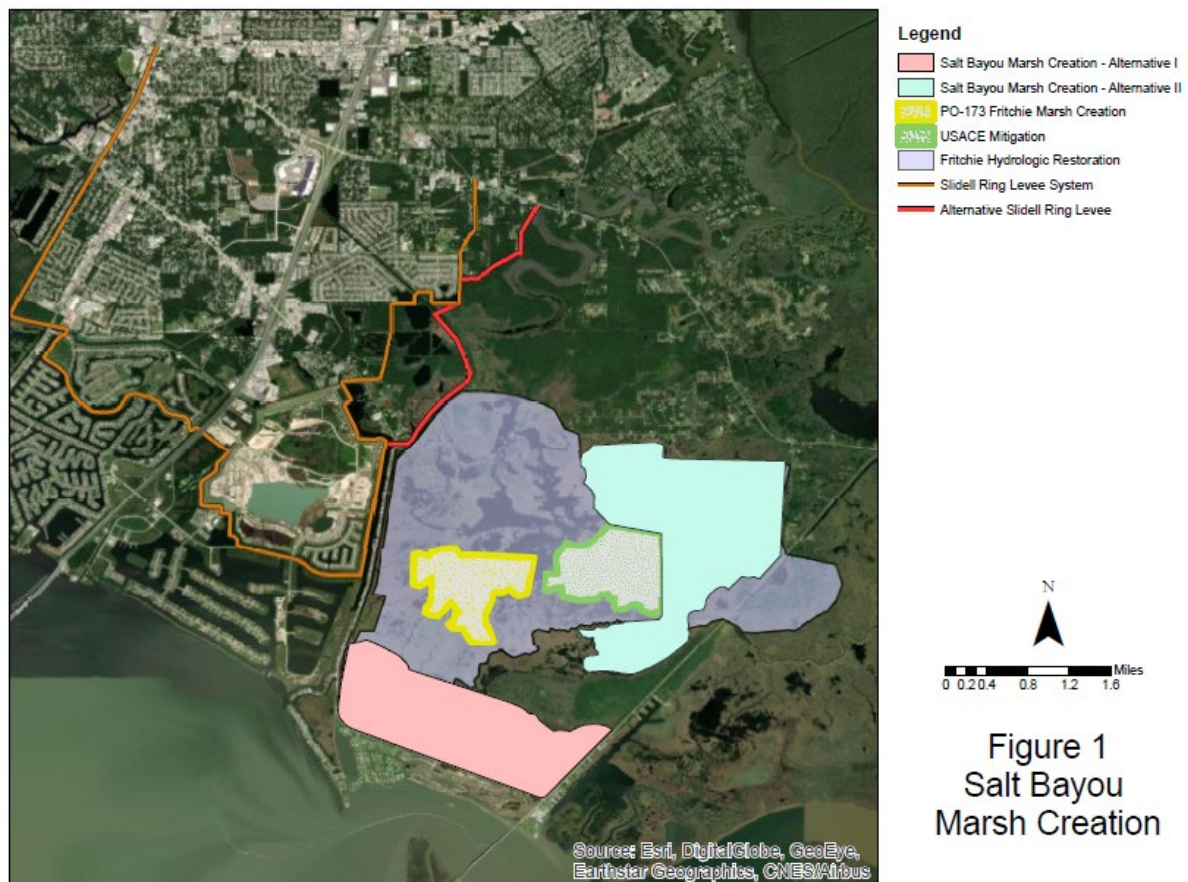 Legend
Salt Bayou Marsh Creation - Alternative I
Salt Bayou Marsh Creation - Alternative II
PO-173 Fritchie Marsh Creation
USACE Mitigation
Fritchie Hydrologic Restoration
Slidell Ring Levee System
Alternative Slidell Ring Levee
N
Miles
0 0.2 0.4 0.8 1.2 1.6
Figure 1
Salt Bayou
Marsh Creation
Source: Esri, DigitalGlobe, GeoEye,
Earthstar Geographics, CNES/Airbus